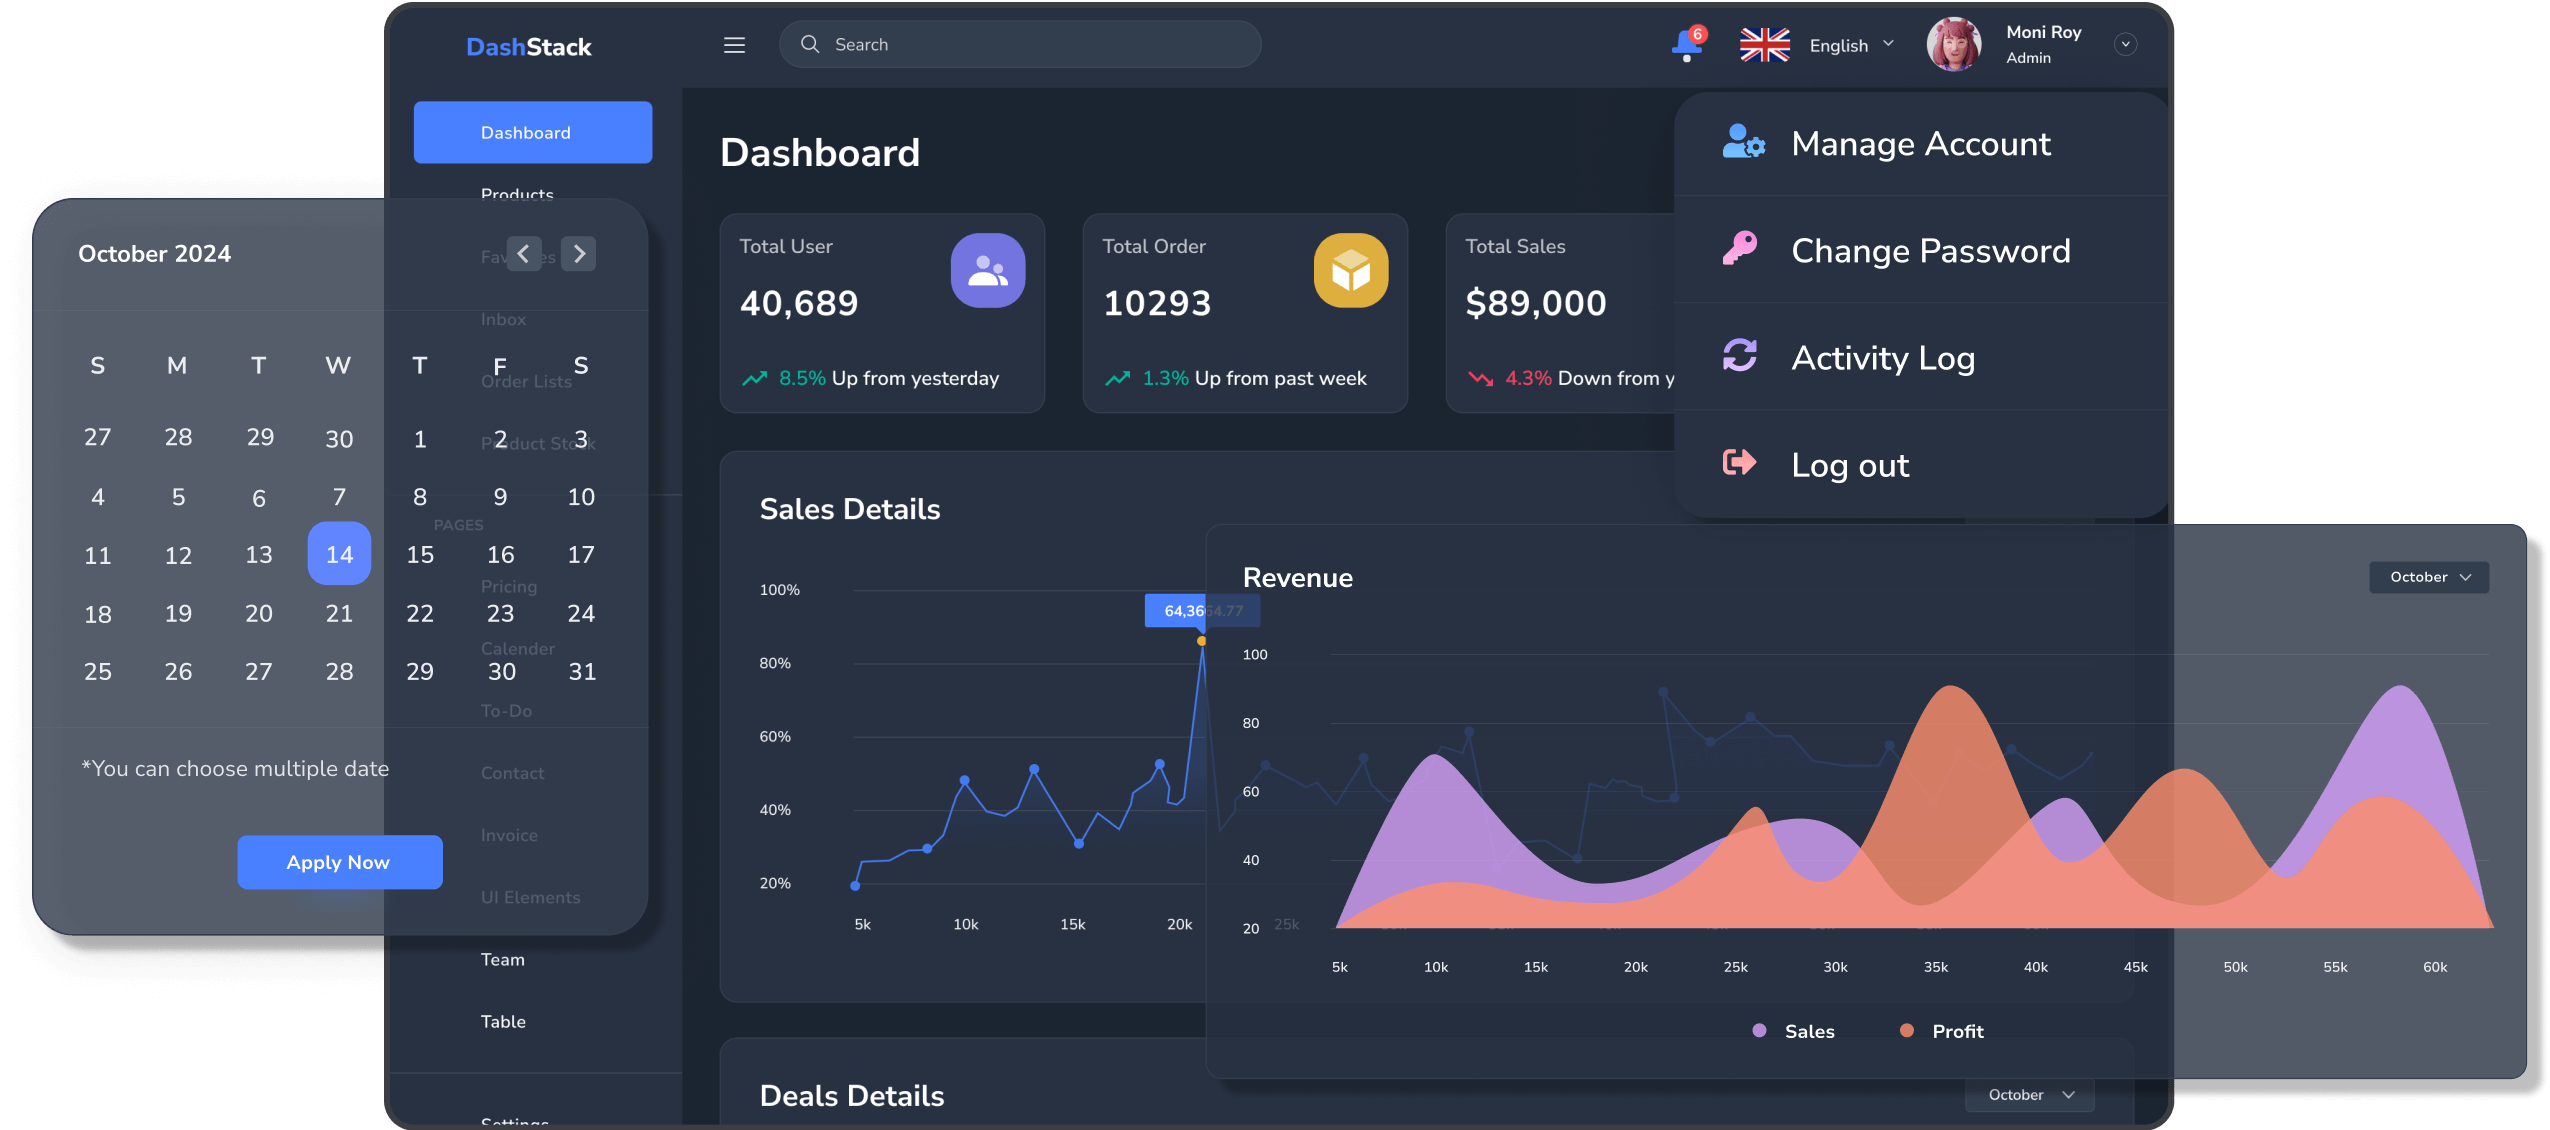 DashStack
Search
6
English
Moni Roy
Admin
Dashboard
Products
Inbox
Order Lists
Product Stock
PAGES
Pricing
Calender
To-Do
Contact
Invoice
UI Elements
Team
Table
Settings
October 2024
S M T W T F S
27 28 29 30 1 2 3
4 5 6 7 8 9 10
11 12 13 14 15 16 17
18 19 20 21 22 23 24
25 26 27 28 29 30 31
*You can choose multiple date
Apply Now
Dashboard
Total User
40,689
8.5% Up from yesterday
Total Order
10293
1.3% Up from past week
Total Sales
$89,000
4.3% Down from y
Manage Account
Change Password
Activity Log
Log out
Sales Details
100%
80%
60%
40%
20%
64,3664.77
5k 10k 15k 20k 25k
Revenue
October
100
80
60
40
20
5k 10k 15k 20k 25k 30k 35k 40k 45k 50k 55k 60k
Sales Profit
Deals Details
October